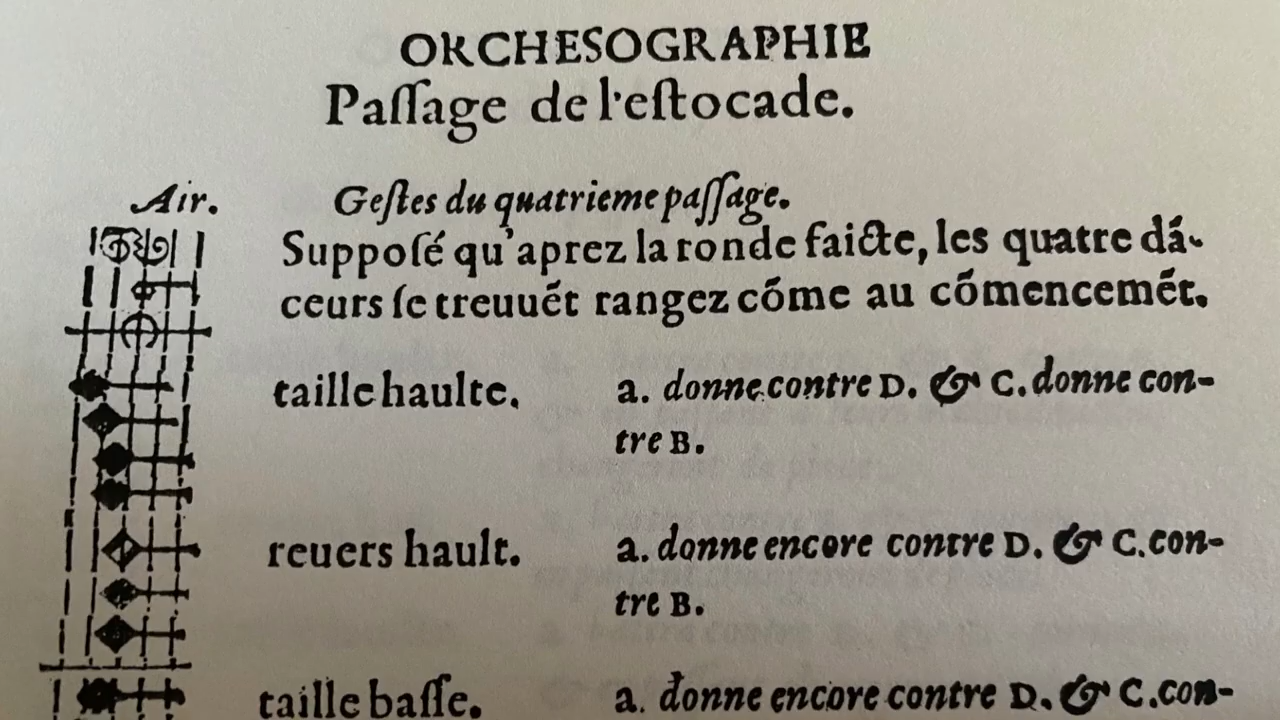 ORCHESOGRAPHIE
Paſſage de l'eſtocade.
Air. Geſtes du quatrieme paſſage.
Suppoſé qu'aprez la ronde faicte, les quatre dá-
ceurs ſe treuuét rangez cóme au cómencemét.
taille haulte. a. donne contre D. & C. donne con-
tre B.
reuers hault. a. donne encore contre D. & C. con-
tre B.
taille baſſe. a. donne encore contre D. & C. con-